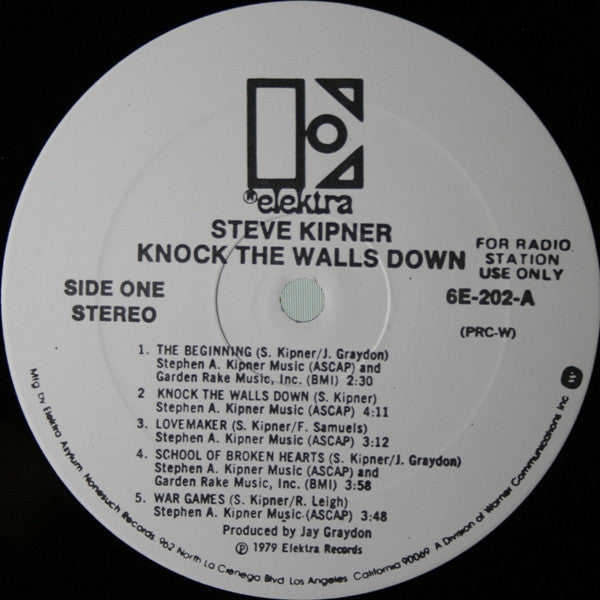 elektra
STEVE KIPNER
KNOCK THE WALLS DOWN
FOR RADIO
STATION
USE ONLY
SIDE ONE
STEREO
6E-202-A
(PRC-W)
1. THE BEGINNING (S. Kipner/J. Graydon)
Stephen A. Kipner Music (ASCAP) and
Garden Rake Music, Inc. (BMI) 2:30
2 KNOCK THE WALLS DOWN (S. Kipner)
Stephen A. Kipner Music (ASCAP) 4:11
3. LOVEMAKER (S. Kipner/F. Samuels)
Stephen A. Kipner Music (ASCAP) 3:12
4. SCHOOL OF BROKEN HEARTS (S. Kipner/J. Graydon)
Stephen A. Kipner Music (ASCAP) and
Garden Rake Music, Inc. (BMI) 3:58
5. WAR GAMES (S. Kipner/R. Leigh)
Stephen A. Kipner Music (ASCAP) 3:48
Produced by Jay Graydon
℗ 1979 Elektra Records
Mfg by Elektra Asylum Nonesuch Records 962 North La Cienega Blvd Los Angeles California 90069 A Division of Warner Communications Inc